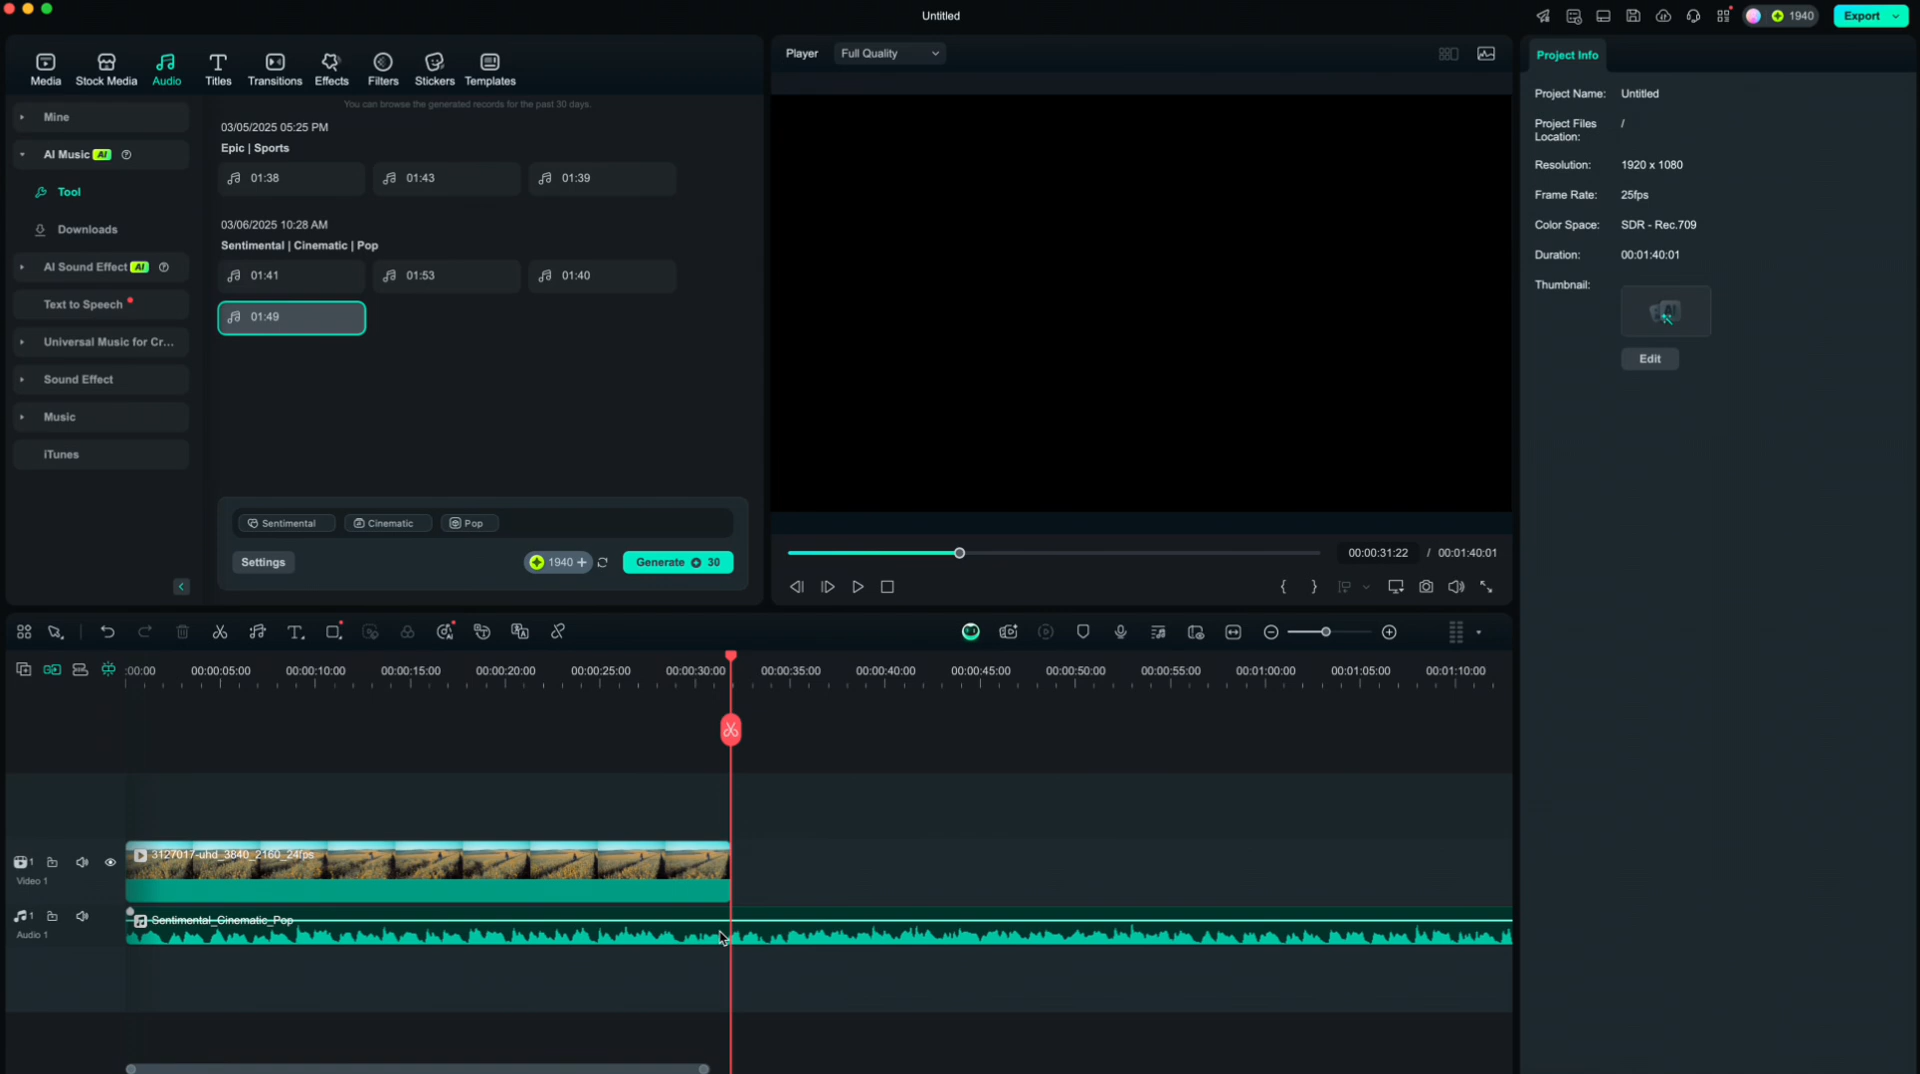 Untitled
1940
Export
Media
Stock Media
Audio
Titles
Transitions
Effects
Filters
Stickers
Templates
Player
Full Quality
Project Info
Mine
AI Music AI
Tool
Downloads
AI Sound Effect AI
Text to Speech
Universal Music for Cr...
Sound Effect
Music
iTunes
You can browse the generated records for the past 30 days.
03/05/2025 05:25 PM
Epic | Sports
01:38
01:43
01:39
03/06/2025 10:28 AM
Sentimental | Cinematic | Pop
01:41
01:53
01:40
01:49
Sentimental
Cinematic
Pop
Settings
1940
Generate 30
00:00:31:22 / 00:01:40:01
Project Name: Untitled
Project Files
Location:
/
Resolution: 1920 x 1080
Frame Rate: 25fps
Color Space: SDR - Rec.709
Duration: 00:01:40:01
Thumbnail:
Edit
:00:00
00:00:05:00
00:00:10:00
00:00:15:00
00:00:20:00
00:00:25:00
00:00:30:00
00:00:35:00
00:00:40:00
00:00:45:00
00:00:50:00
00:00:55:00
00:01:00:00
00:01:05:00
00:01:10:00
1
Video 1
3127017-uhd_3840_2160_24fps
1
Audio 1
Sentimental_Cinematic_Pop